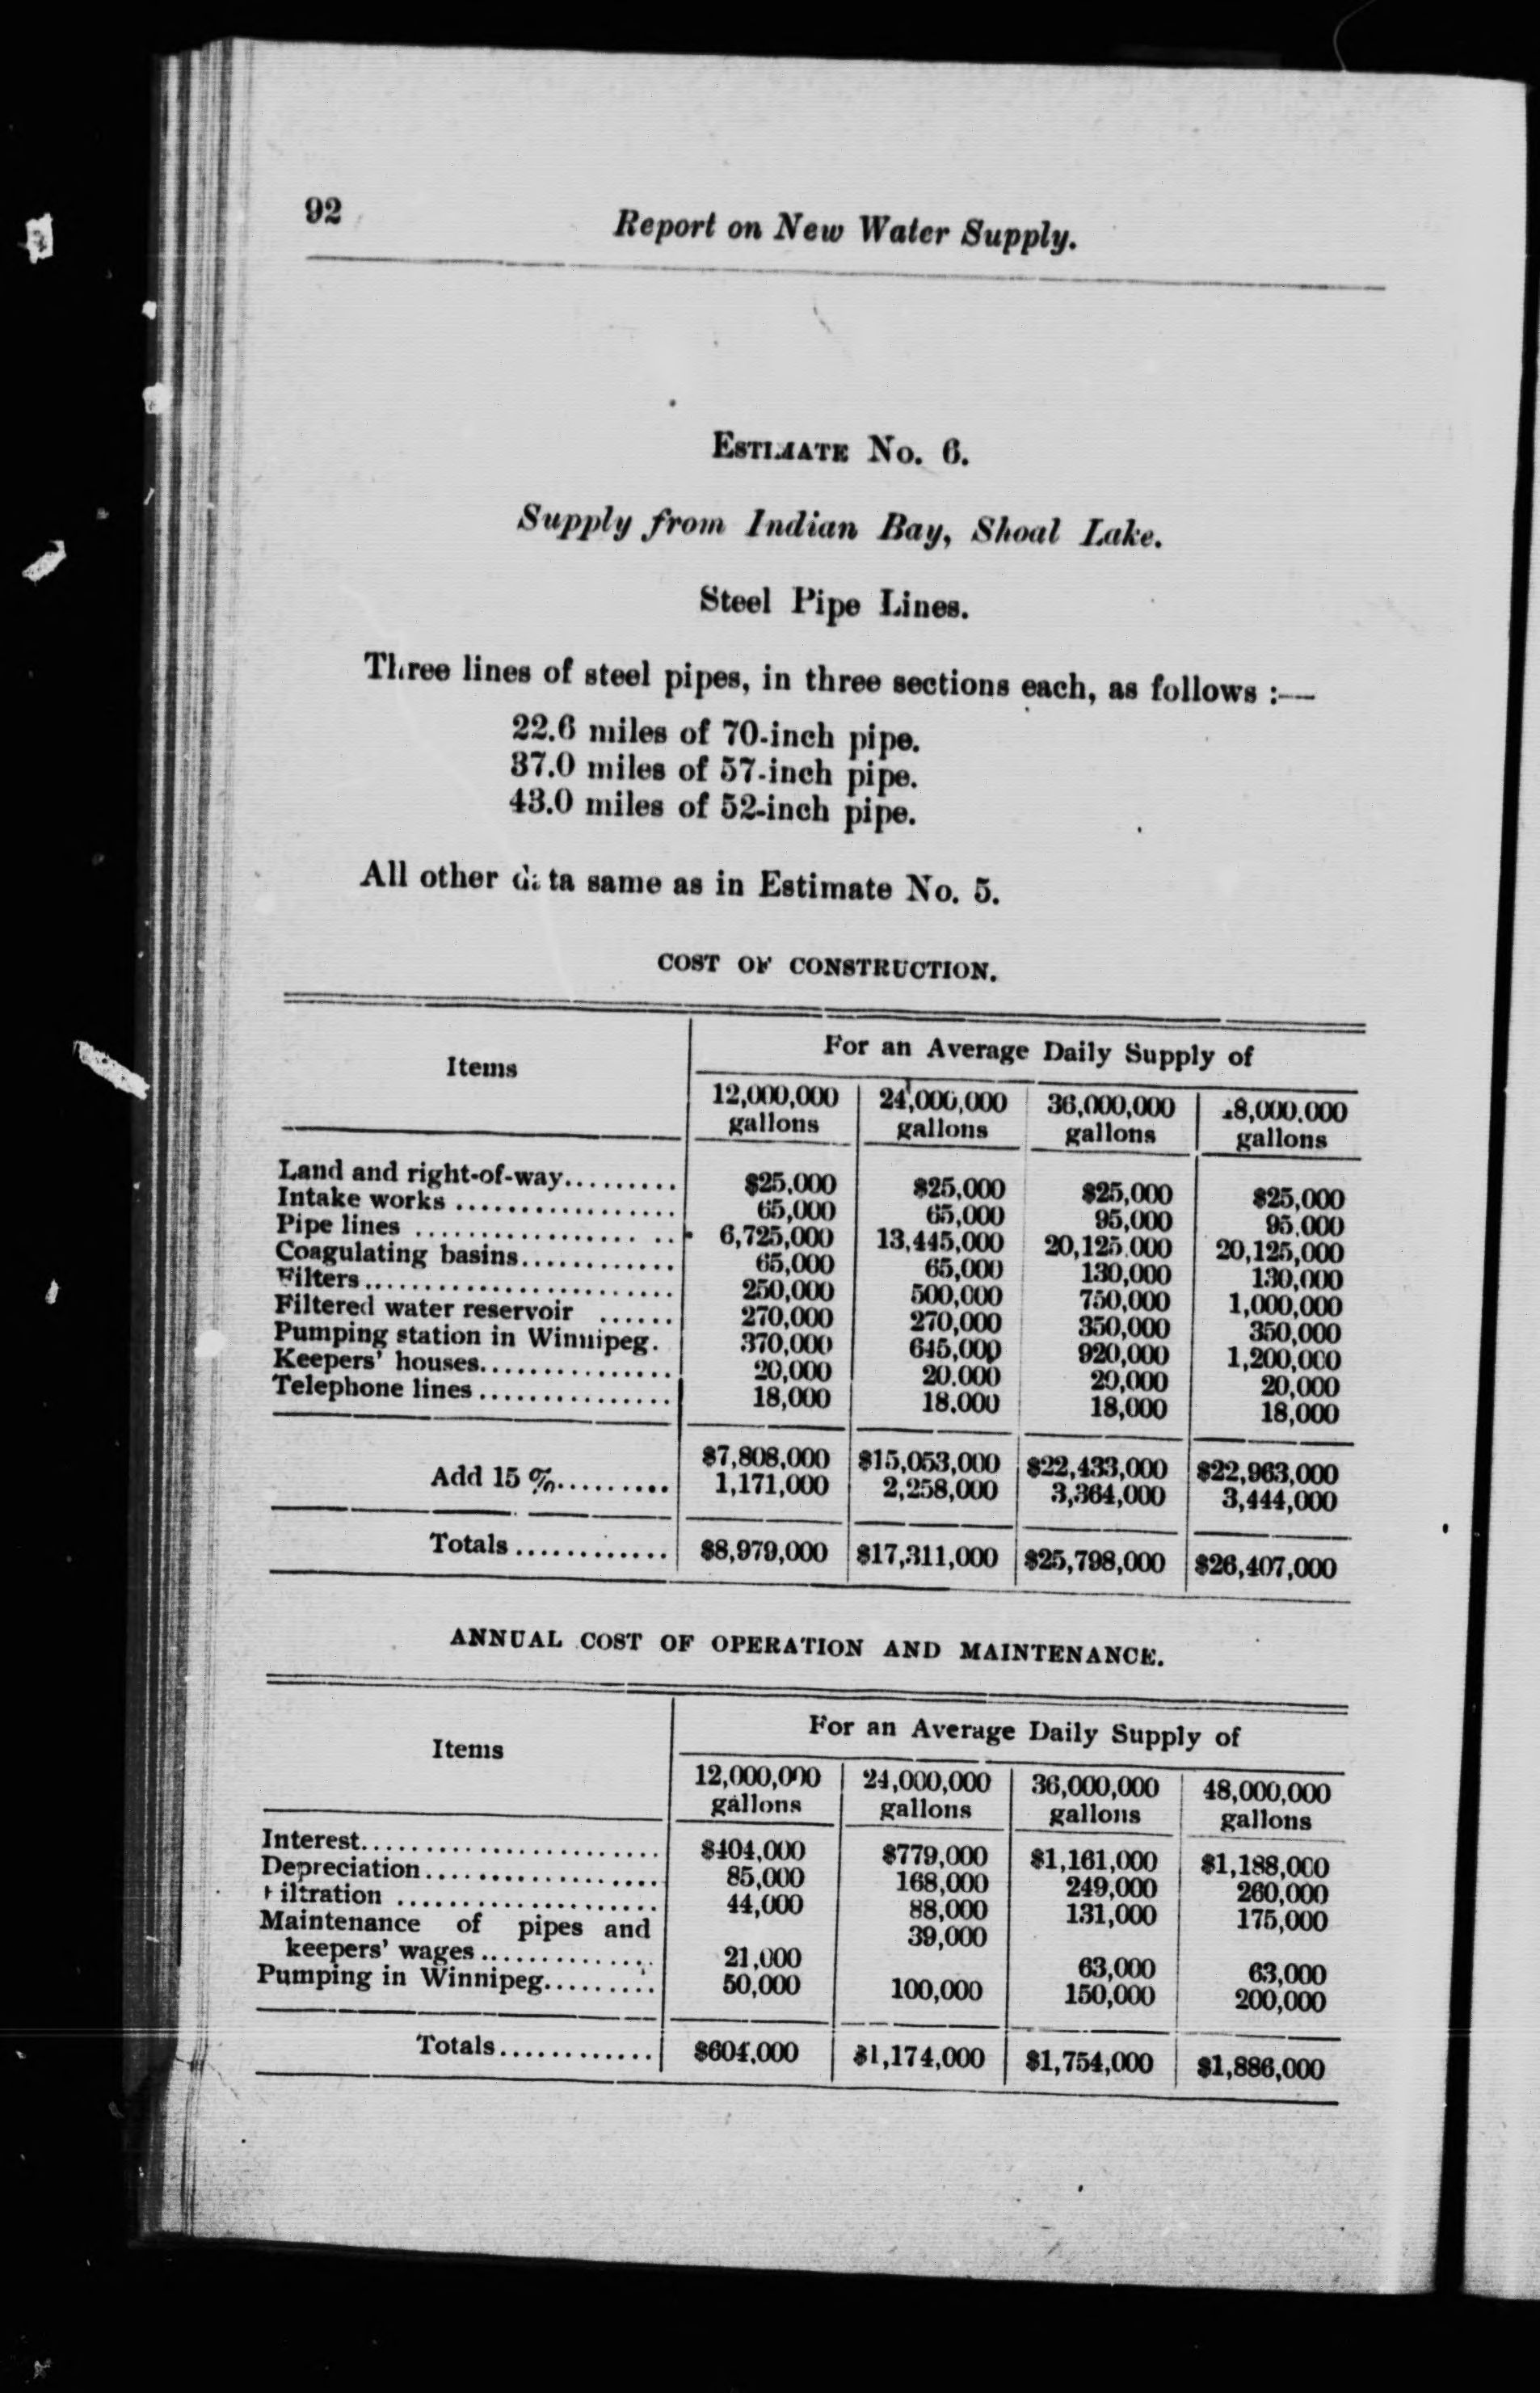 92
Report on New Water Supply.
ESTIMATE No. 6.
Supply from Indian Bay, Shoal Lake.
Steel Pipe Lines.
Three lines of steel pipes, in three sections each, as follows :—
22.6 miles of 70-inch pipe.
37.0 miles of 57-inch pipe.
43.0 miles of 52-inch pipe.
All other data same as in Estimate No. 5.
COST OF CONSTRUCTION.
Items For an Average Daily Supply of
12,000,000 24,000,000 36,000,000 48,000,000
gallons gallons gallons gallons
Land and right-of-way......... $25,000 $25,000 $25,000 $25,000
Intake works ................. 65,000 65,000 95,000 95,000
Pipe lines .................... 6,725,000 13,445,000 20,125,000 20,125,000
Coagulating basins............ 65,000 65,000 130,000 130,000
Filters........................ 250,000 500,000 750,000 1,000,000
Filtered water reservoir ...... 270,000 270,000 350,000 350,000
Pumping station in Winnipeg. 370,000 645,000 920,000 1,200,000
Keepers' houses............... 20,000 20,000 20,000 20,000
Telephone lines ............... 18,000 18,000 18,000 18,000
$7,808,000 $15,053,000 $22,433,000 $22,963,000
Add 15 %......... 1,171,000 2,258,000 3,364,000 3,444,000
Totals ............ $8,979,000 $17,311,000 $25,798,000 $26,407,000
ANNUAL COST OF OPERATION AND MAINTENANCE.
Items For an Average Daily Supply of
12,000,000 24,000,000 36,000,000 48,000,000
gallons gallons gallons gallons
Interest........................ $404,000 $779,000 $1,161,000 $1,188,000
Depreciation................... 85,000 168,000 249,000 260,000
Filtration ..................... 44,000 88,000 131,000 175,000
Maintenance of pipes and 39,000
keepers' wages .............. 21,000 63,000 63,000
Pumping in Winnipeg......... 50,000 100,000 150,000 200,000
Totals............ $604,000 $1,174,000 $1,754,000 $1,886,000